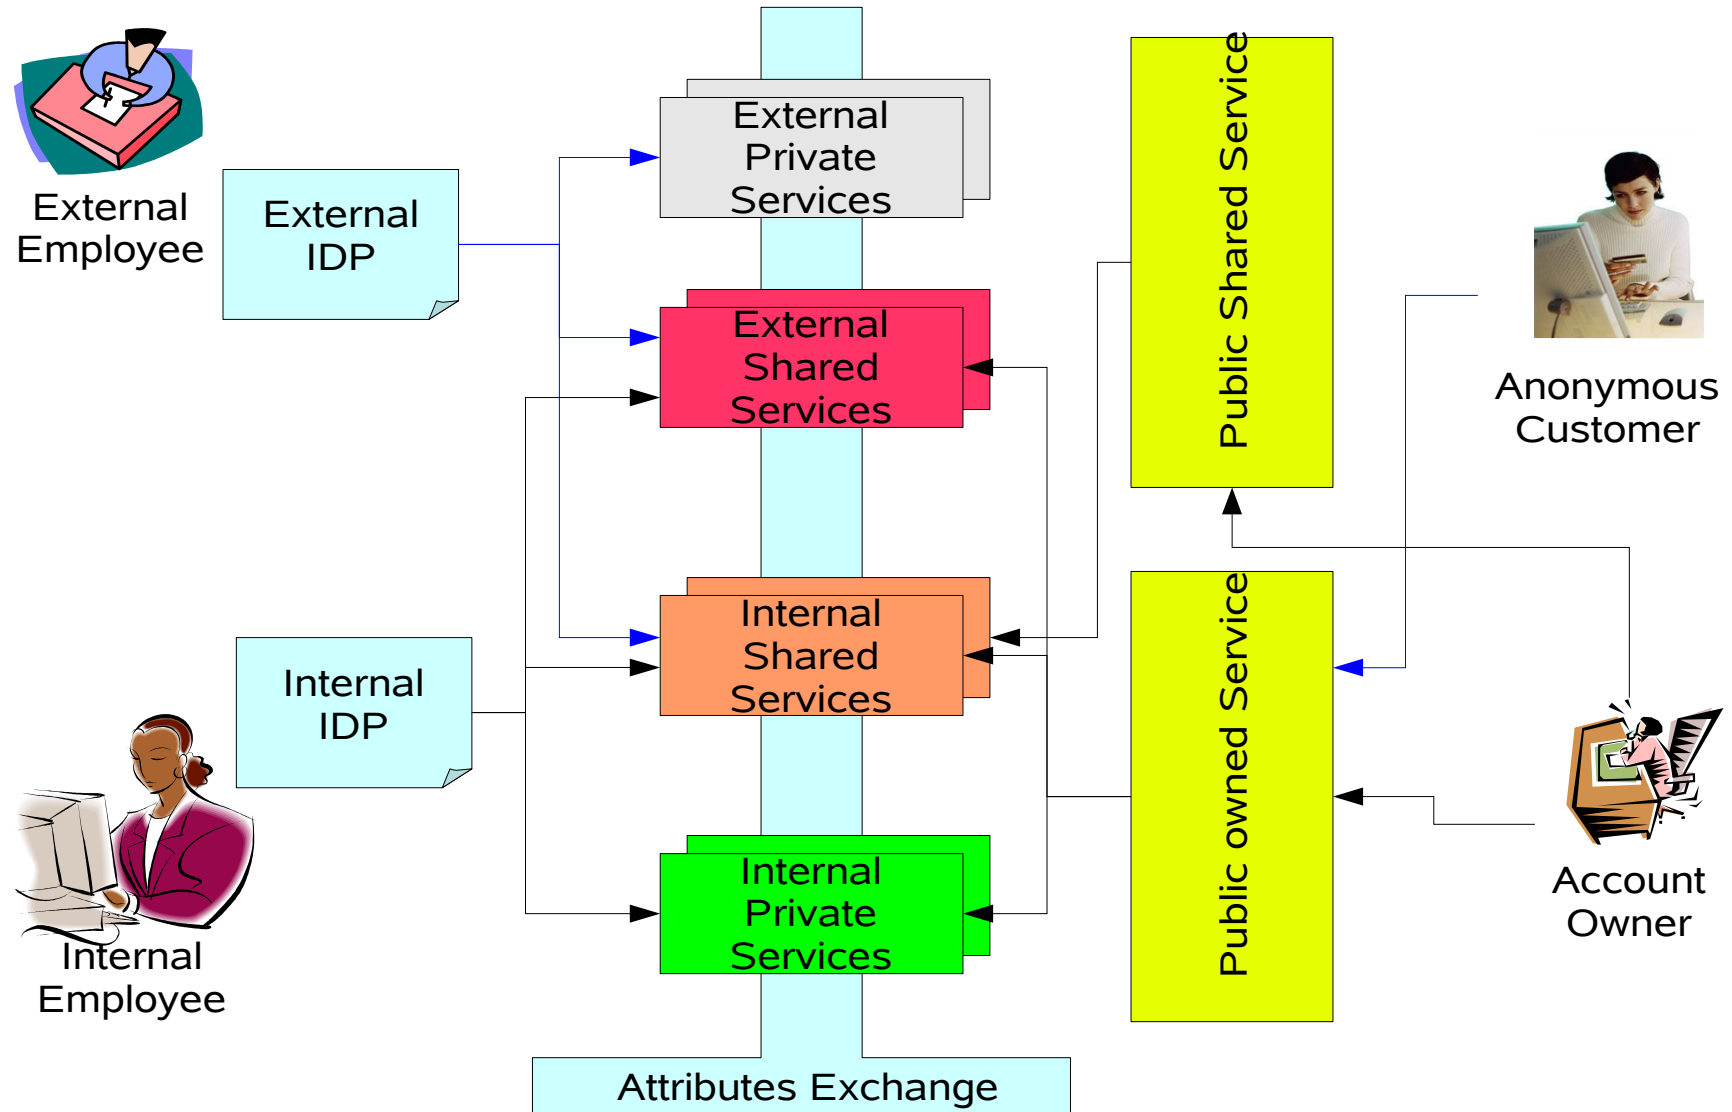 External
Employee
External
IDP
External
Private
Services
External
Shared
Services
Public Shared Service
Anonymous
Customer
Internal
IDP
Internal
Employee
Internal
Shared
Services
Internal
Private
Services
Public owned Service
Account
Owner
Attributes Exchange